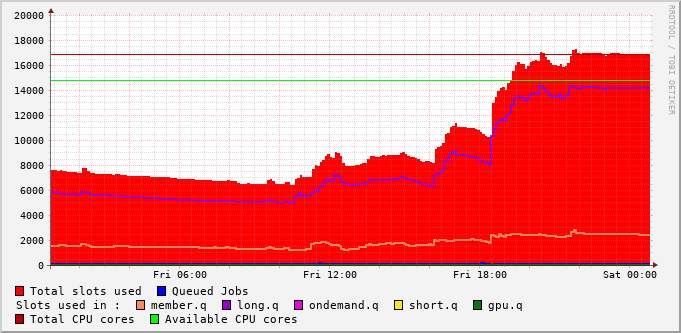 20000
18000
16000
14000
12000
10000
8000
6000
4000
2000
0
Fri 06:00 Fri 12:00 Fri 18:00 Sat 00:00
RRDTOOL / TOBI OETIKER
Total slots used Queued Jobs
Slots used in : member.q long.q ondemand.q short.q gpu.q
Total CPU cores Available CPU cores